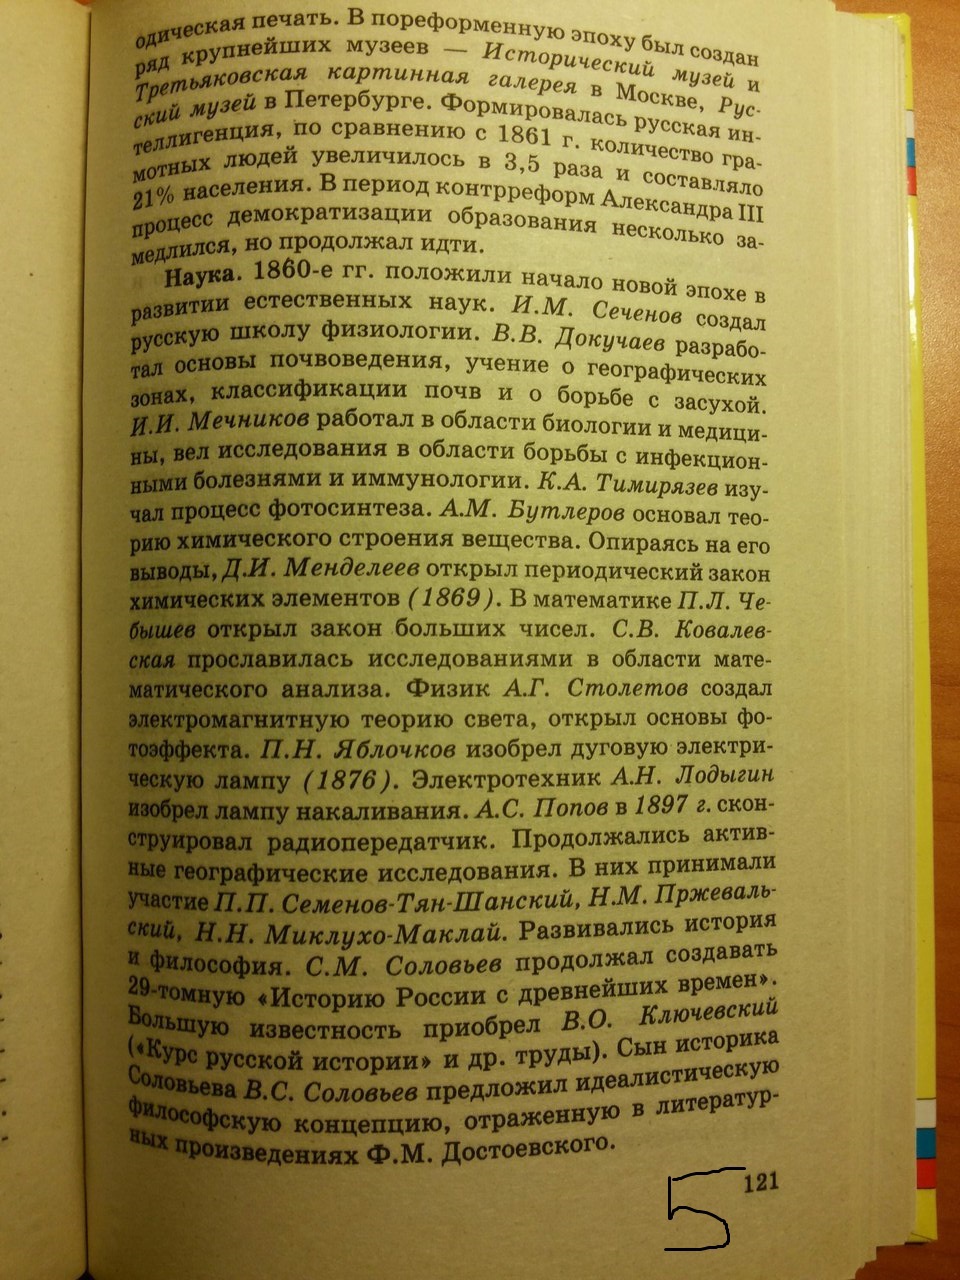 одическая печать. В пореформенную эпоху был создан
ряд крупнейших музеев — Исторический музей и
Третьяковская картинная галерея в Москве, Рус-
ский музей в Петербурге. Формировалась русская ин-
теллигенция, по сравнению с 1861 г. количество гра-
мотных людей увеличилось в 3,5 раза и составляло
21% населения. В период контрреформ Александра III
процесс демократизации образования несколько за-
медлился, но продолжал идти.
Наука. 1860-е гг. положили начало новой эпохе в
развитии естественных наук. И.М. Сеченов создал
русскую школу физиологии. В.В. Докучаев разрабо-
тал основы почвоведения, учение о географических
зонах, классификации почв и о борьбе с засухой.
И.И. Мечников работал в области биологии и медици-
ны, вел исследования в области борьбы с инфекцион-
ными болезнями и иммунологии. К.А. Тимирязев изу-
чал процесс фотосинтеза. А.М. Бутлеров основал тео-
рию химического строения вещества. Опираясь на его
выводы, Д.И. Менделеев открыл периодический закон
химических элементов (1869). В математике П.Л. Че-
бышев открыл закон больших чисел. С.В. Ковалев-
ская прославилась исследованиями в области мате-
матического анализа. Физик А.Г. Столетов создал
электромагнитную теорию света, открыл основы фо-
тоэффекта. П.Н. Яблочков изобрел дуговую электри-
ческую лампу (1876). Электротехник А.Н. Лодыгин
изобрел лампу накаливания. А.С. Попов в 1897 г. скон-
струировал радиопередатчик. Продолжались актив-
ные географические исследования. В них принимали
участие П.П. Семенов-Тян-Шанский, Н.М. Пржеваль-
ский, Н.Н. Миклухо-Маклай. Развивались история
и философия. С.М. Соловьев продолжал создавать
29-томную «Историю России с древнейших времен».
Большую известность приобрел В.О. Ключевский
(«Курс русской истории» и др. труды). Сын историка
Соловьева В.С. Соловьев предложил идеалистическую
философскую концепцию, отраженную в литератур-
ных произведениях Ф.М. Достоевского.
121
5